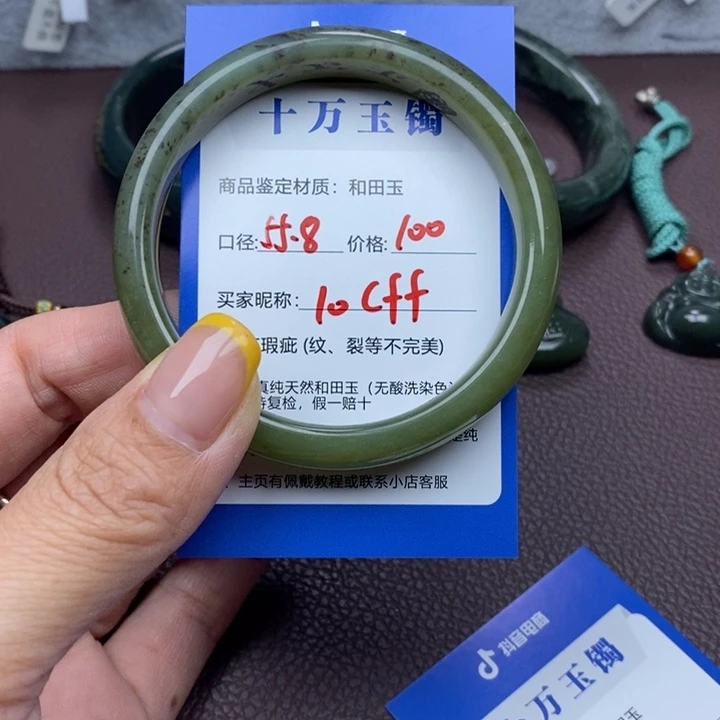 十万玉镯
商品鉴定材质：和田玉
口径:55.8 价格:100
买家昵称:10Cff
瑕疵 (纹、裂等不完美)
真纯天然和田玉（无酸洗染色）
持复检，假一赔十
纯
主页有佩戴教程或联系小店客服
抖音电商
万玉镯